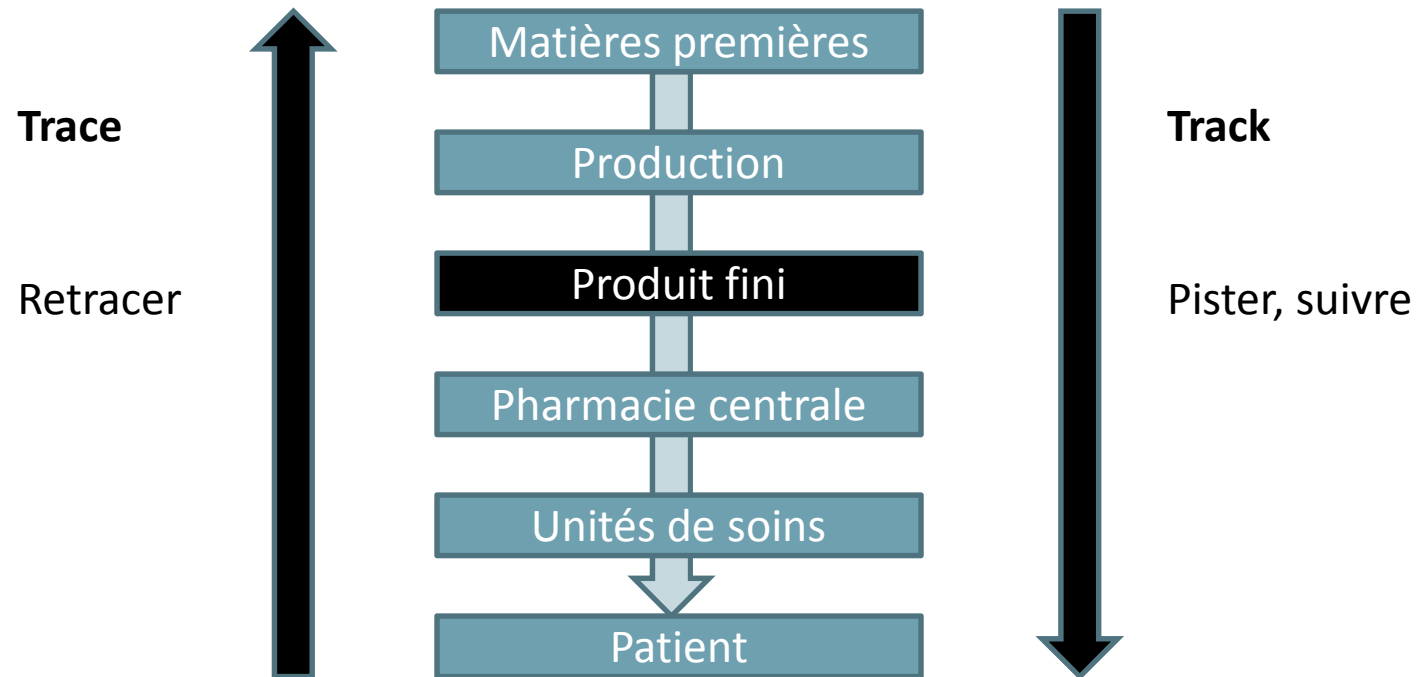 Matières premières
Trace
Track
Production
Produit fini
Retracer
Pister, suivre
Pharmacie centrale
Unités de soins
Patient